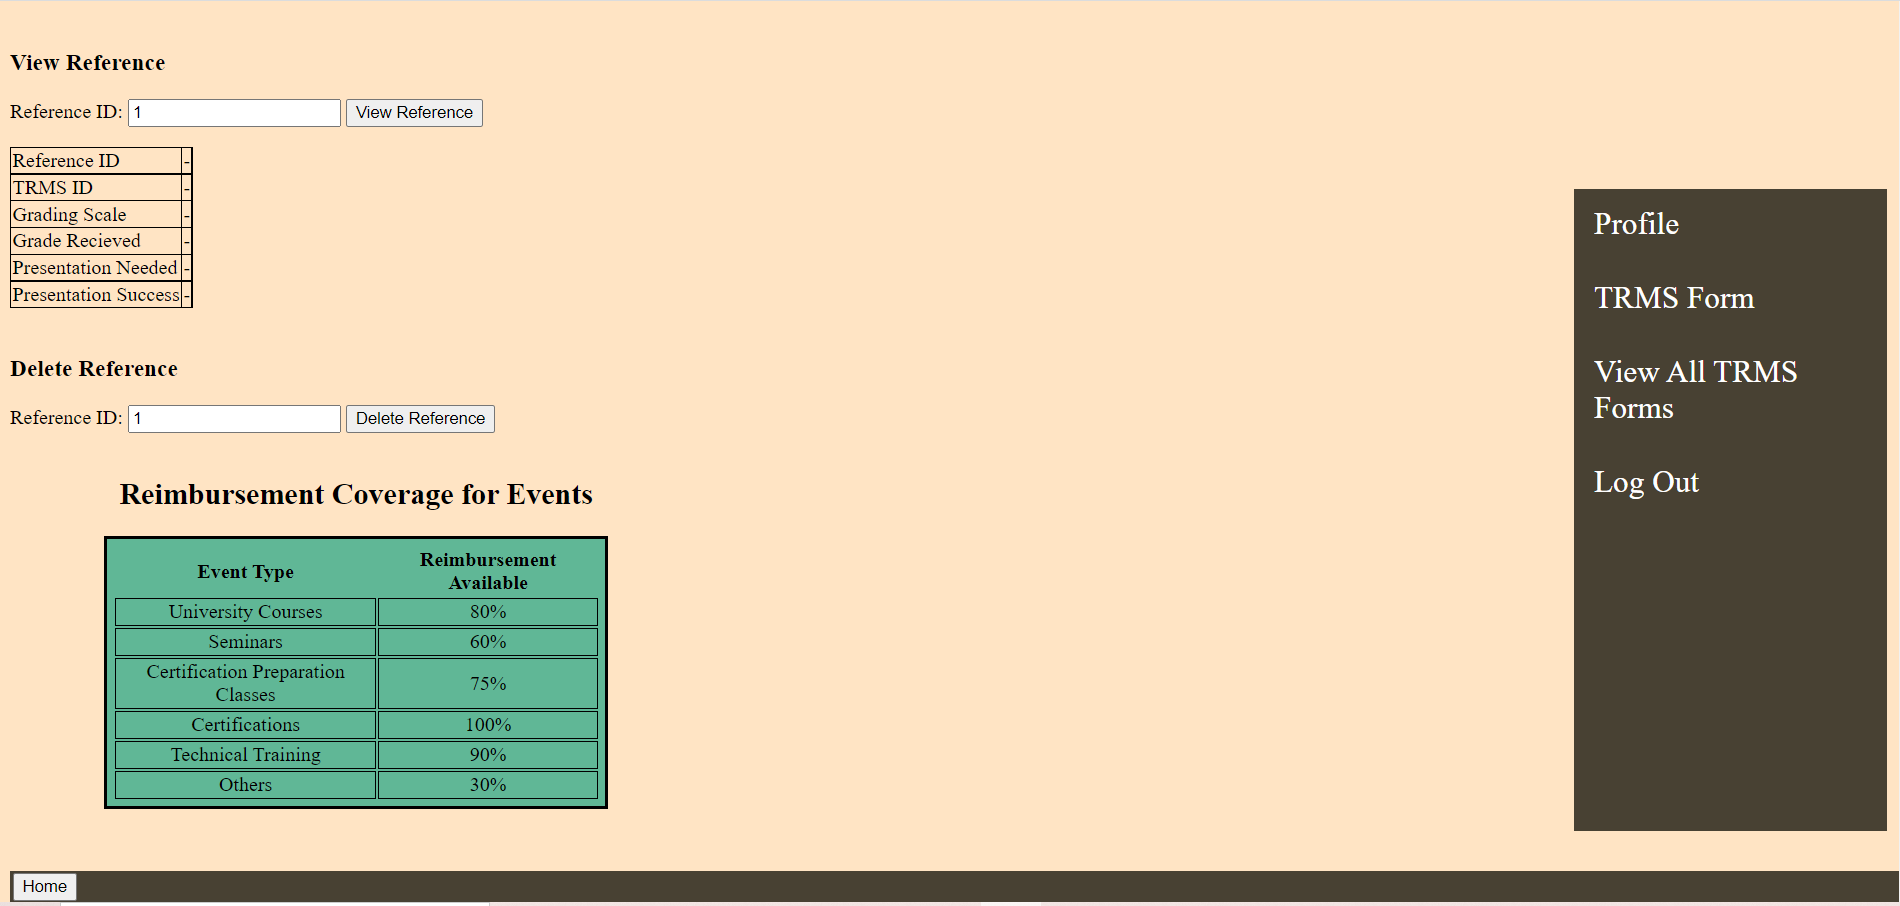 View Reference
Reference ID: 1 View Reference
Reference ID -
TRMS ID -
Grading Scale -
Grade Recieved -
Presentation Needed -
Presentation Success -
Delete Reference
Reference ID: 1 Delete Reference
Reimbursement Coverage for Events
Event Type Reimbursement
Available
University Courses 80%
Seminars 60%
Certification Preparation
Classes 75%
Certifications 100%
Technical Training 90%
Others 30%
Profile
TRMS Form
View All TRMS
Forms
Log Out
Home